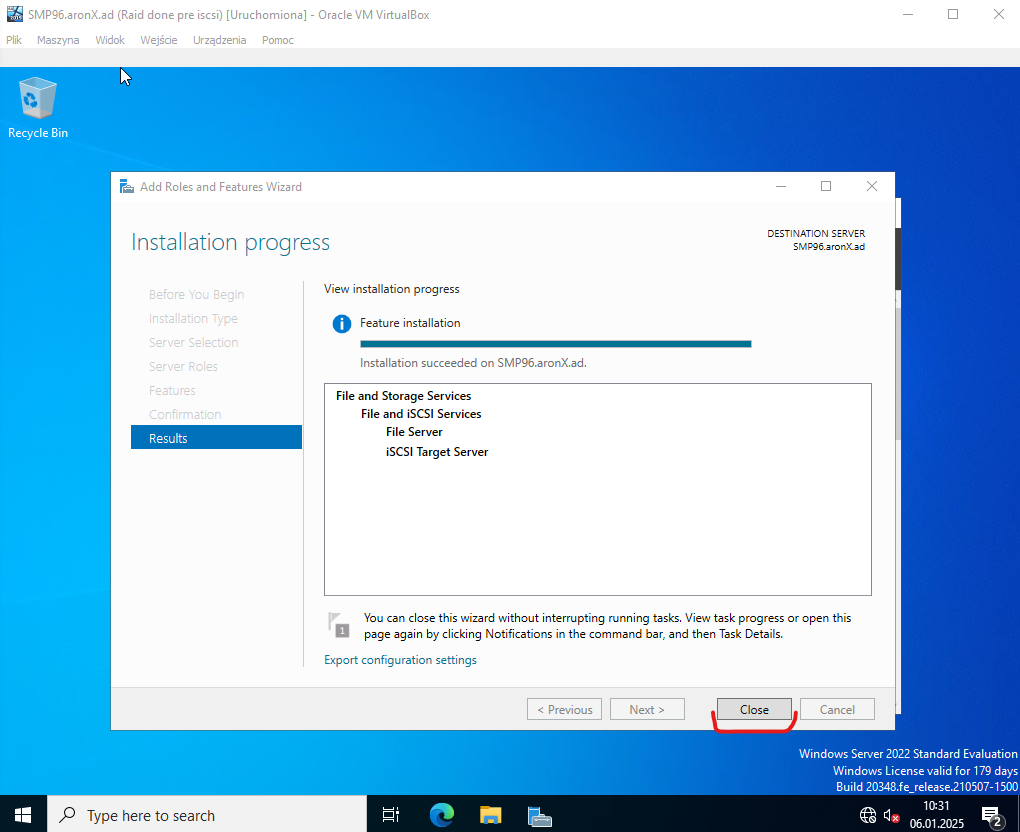 SMP96.aronX.ad (Raid done pre iscsi) [Uruchomiona] - Oracle VM VirtualBox
Plik Maszyna Widok Wejście Urządzenia Pomoc
Recycle Bin
Add Roles and Features Wizard
Installation progress
DESTINATION SERVER
SMP96.aronX.ad
Before You Begin
Installation Type
Server Selection
Server Roles
Features
Confirmation
Results
View installation progress
Feature installation
Installation succeeded on SMP96.aronX.ad.
File and Storage Services
File and iSCSI Services
File Server
iSCSI Target Server
1
You can close this wizard without interrupting running tasks. View task progress or open this
page again by clicking Notifications in the command bar, and then Task Details.
Export configuration settings
< Previous Next > Close Cancel
Windows Server 2022 Standard Evaluation
Windows License valid for 179 days
Build 20348.fe_release.210507-1500
Type here to search
10:31
06.01.2025
2